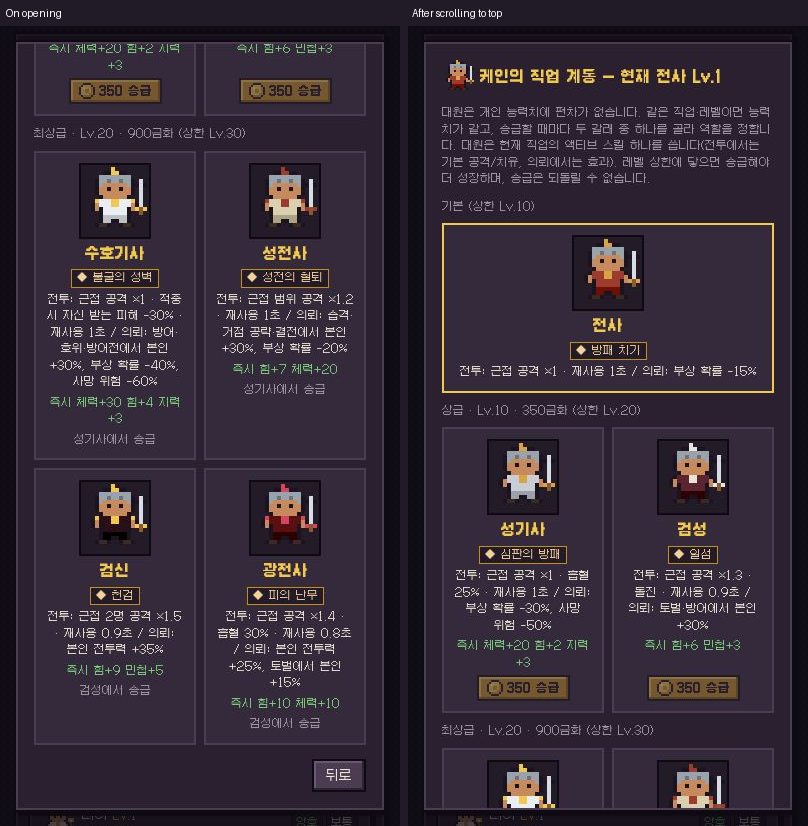 On opening
After scrolling to top
즉시 체력+20 힘+2 지력
+3
350 승급
즉시 힘+6 민첩+3
350 승급
최상급 · Lv.20 · 900금화 (상한 Lv.30)
수호기사
◆ 불굴의 성벽
전투: 근접 공격 ×1 · 적중
시 자신 받는 피해 -30% ·
재사용 1초 / 의뢰: 방어·
호위·방어전에서 본인
+30%, 부상 확률 -40%,
사망 위험 -60%
즉시 체력+30 힘+4 지력
+3
성기사에서 승급
성전사
◆ 성전의 철퇴
전투: 근접 범위 공격 ×1.2
· 재사용 1초 / 의뢰: 습격·
거점 공략·결전에서 본인
+30%, 부상 확률 -20%
즉시 힘+7 체력+20
성기사에서 승급
검신
◆ 천검
전투: 근접 2명 공격 ×1.5
· 재사용 0.9초 / 의뢰:
본인 전투력 +35%
즉시 힘+9 민첩+5
검성에서 승급
광전사
◆ 피의 난무
전투: 근접 공격 ×1.4 ·
흡혈 30% · 재사용 0.8초
/ 의뢰: 본인 전투력
+25%, 토벌에서 본인
+15%
즉시 힘+10 체력+10
검성에서 승급
뒤로
케인의 직업 계통 — 현재 전사 Lv.1
대원은 개인 능력치에 편차가 없습니다. 같은 직업·레벨이면 능력
치가 같고, 승급할 때마다 두 갈래 중 하나를 골라 역할을 정합니
다. 대원은 현재 직업의 액티브 스킬 하나를 씁니다(전투에서는
기본 공격/치유, 의뢰에서는 효과). 레벨 상한에 닿으면 승급해야
더 성장하며, 승급은 되돌릴 수 없습니다.
기본 (상한 Lv.10)
전사
◆ 방패 치기
전투: 근접 공격 ×1 · 재사용 1초 / 의뢰: 부상 확률 -15%
상급 · Lv.10 · 350금화 (상한 Lv.20)
성기사
◆ 심판의 방패
전투: 근접 공격 ×1 · 흡혈
25% · 재사용 1초 / 의뢰:
부상 확률 -30%, 사망
위험 -50%
즉시 체력+20 힘+2 지력
+3
350 승급
검성
◆ 일섬
전투: 근접 공격 ×1.3 ·
돌진 · 재사용 0.9초 /
의뢰: 토벌·방어에서 본인
+30%
즉시 힘+6 민첩+3
350 승급
최상급 · Lv.20 · 900금화 (상한 Lv.30)
양호 보통